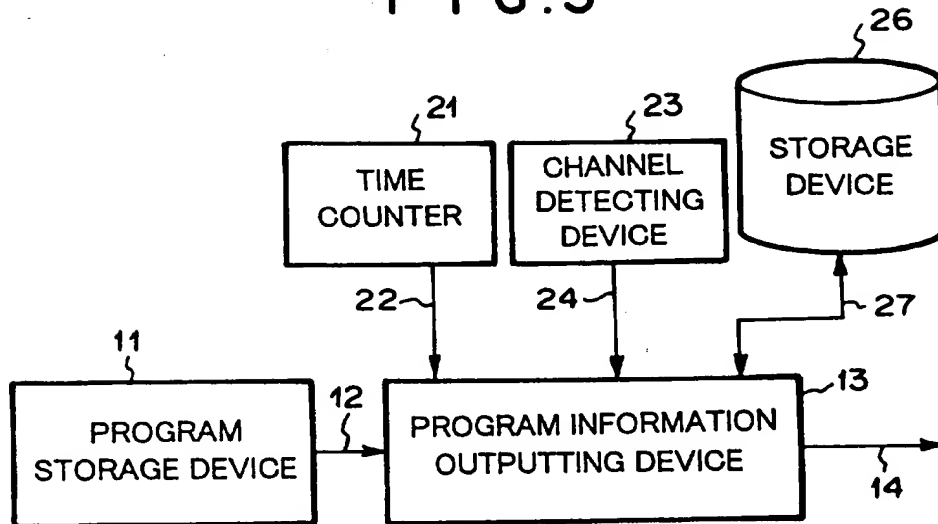 FIG.
26
21
23
TIME
COUNTER
CHANNEL
DETECTING
DEVICE
STORAGE
DEVICE
22
24
27
11
12
13
PROGRAM
STORAGE DEVICE
PROGRAM INFORMATION
OUTPUTTING DEVICE
14